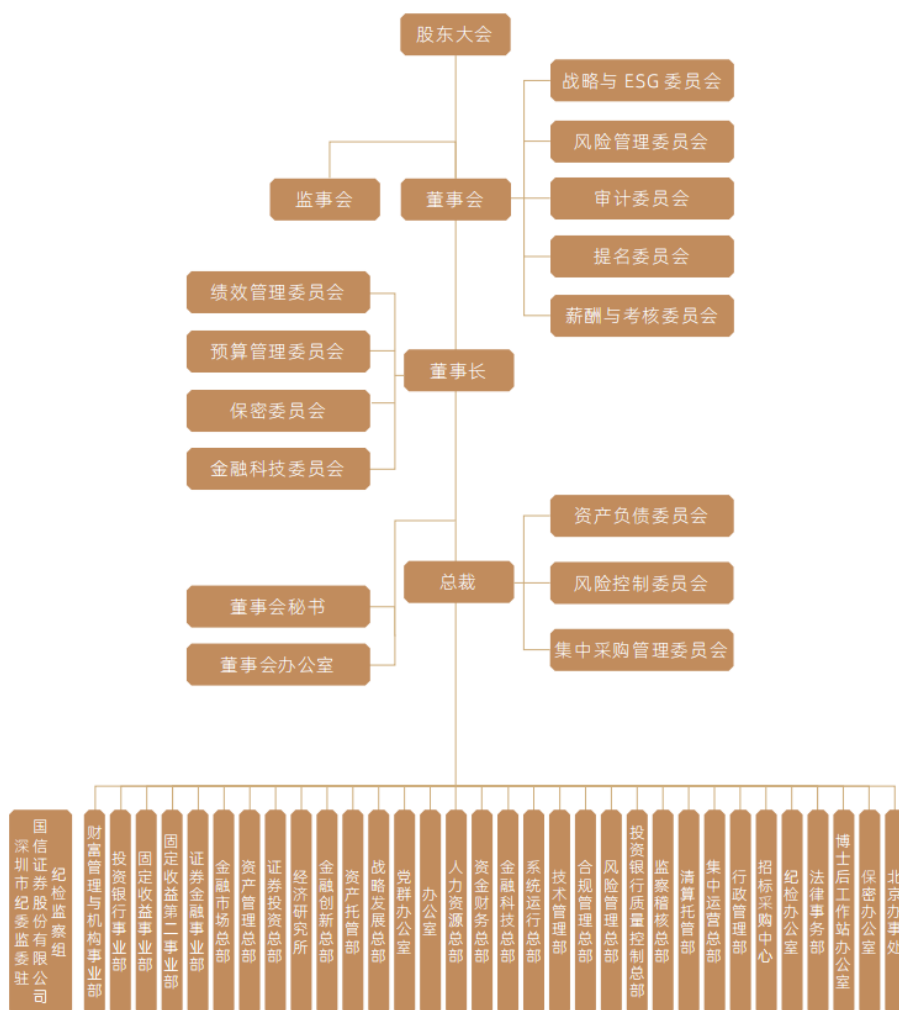 股东大会
战略与 ESG 委员会
风险管理委员会
监事会
董事会
审计委员会
提名委员会
薪酬与考核委员会
绩效管理委员会
预算管理委员会
董事长
保密委员会
金融科技委员会
资产负债委员会
总裁
风险控制委员会
董事会秘书
董事会办公室
集中采购管理委员会
深圳市纪委监委驻
国信证券股份有限公司
纪检监察组
财富管理与机构事业部
投资银行事业部
固定收益事业部
固定收益第二事业部
证券金融事业部
金融市场总部
资产管理总部
证券投资总部
经济研究所
金融创新总部
资产托管部
战略发展总部
党群办公室
办公室
人力资源总部
资金财务总部
金融科技总部
系统运行总部
技术管理部
合规管理总部
风险管理总部
投资银行质量控制总部
监察稽核总部
清算托管部
集中运营总部
行政管理部
招标采购中心
纪检办公室
法律事务部
博士后工作站办公室
保密办公室
北京办事处